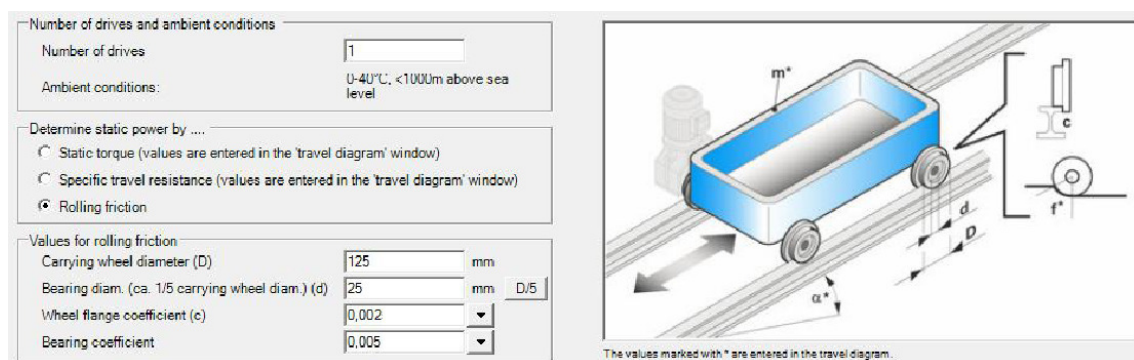 Number of drives and ambient conditions
Number of drives 1
Ambient conditions: 0-40°C, <1000m above sea
level
Determine static power by ....
Static torque (values are entered in the 'travel diagram' window)
Specific travel resistance (values are entered in the 'travel diagram' window)
Rolling friction
Values for rolling friction
Carrying wheel diameter (D) 125 mm
Bearing diam. (ca. 1/5 carrying wheel diam.) (d) 25 mm D/5
Wheel flange coefficient (c) 0,002
Bearing coefficient 0,005
m*
c
f*
d
D
α*
The values marked with * are entered in the travel diagram.